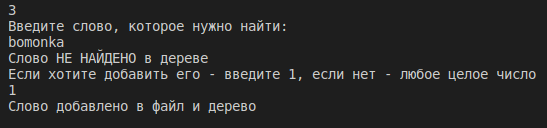 3
Введите слово, которое нужно найти:
bomonka
Слово НЕ НАЙДЕНО в дереве
Если хотите добавить его - введите 1, если нет - любое целое число
1
Слово добавлено в файл и дерево